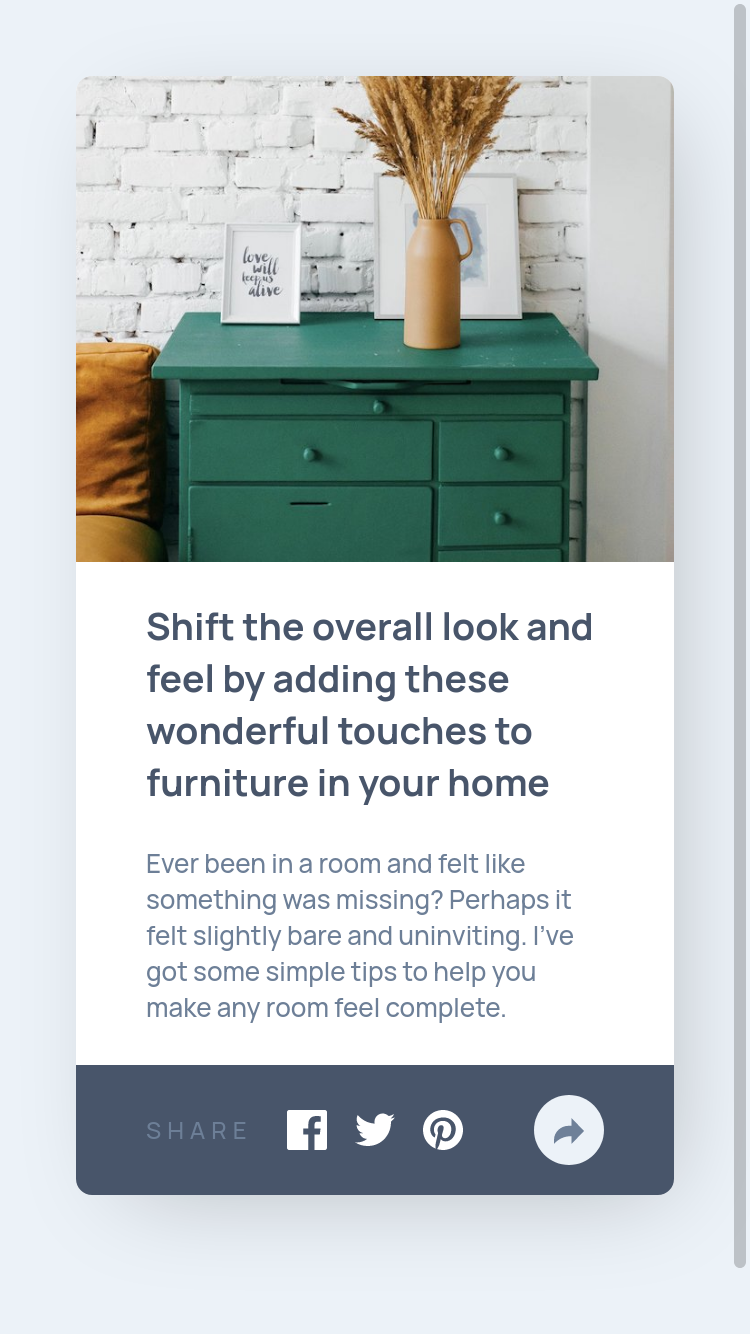 love
will
keep us
alive
Shift the overall look and
feel by adding these
wonderful touches to
furniture in your home
Ever been in a room and felt like
something was missing? Perhaps it
felt slightly bare and uninviting. I’ve
got some simple tips to help you
make any room feel complete.
SHARE